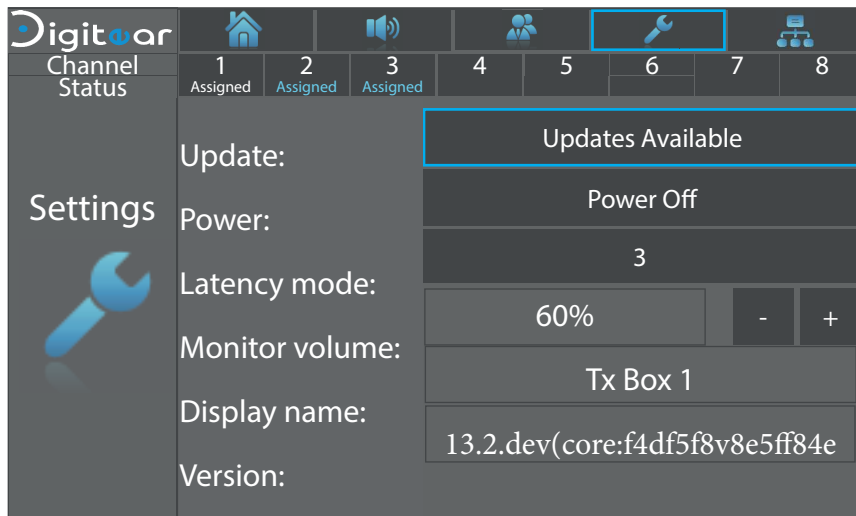 Digitear
Channel Status
1 2 3 4 5 6 7 8
Assigned Assigned Assigned
Settings
Update: Updates Available
Power: Power Off
Latency mode: 3
Monitor volume: 60% - +
Display name: Tx Box 1
Version: 13.2.dev(core:f4df5f8v8e5ff84e